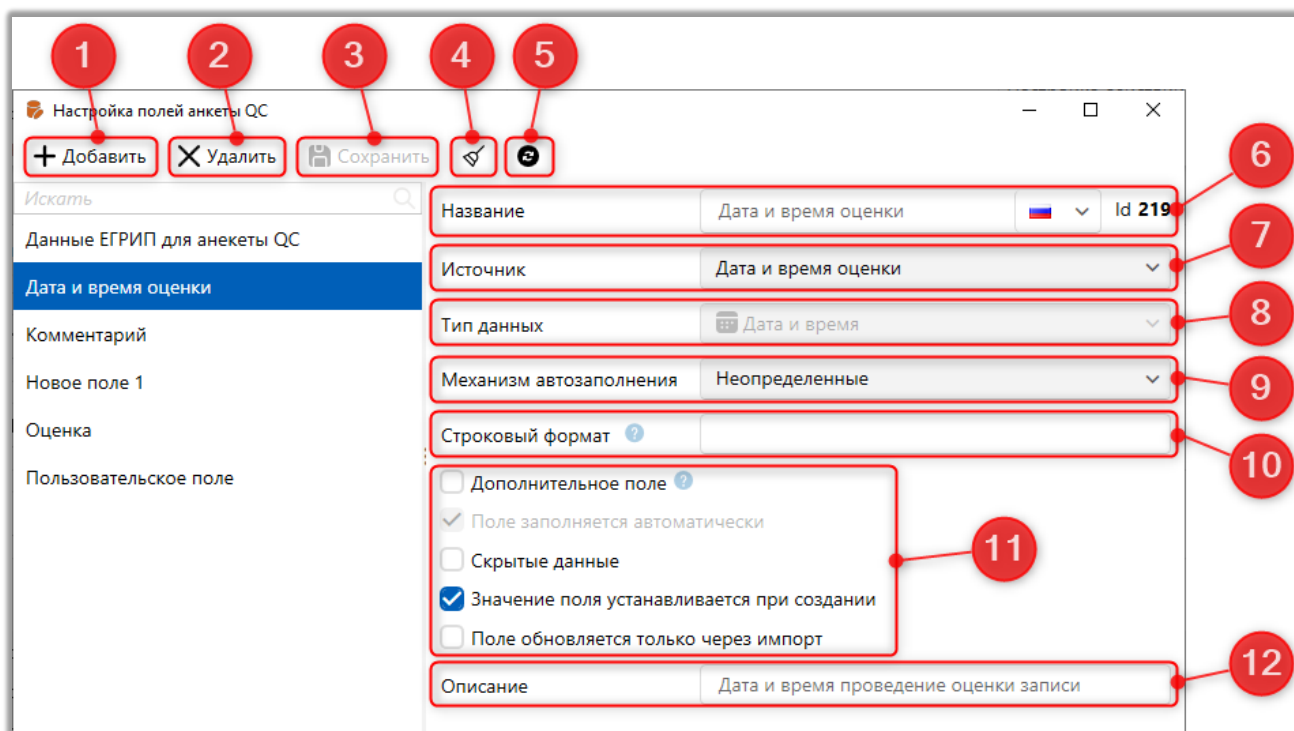 1 2 3 4 5
Настройка полей анкеты QC
Добавить Удалить Сохранить
6
Искать
Название Дата и время оценки Id 219
Данные ЕГРИП для анекеты QC
7
Источник Дата и время оценки
Дата и время оценки
8
Тип данных Дата и время
Комментарий
Механизм автозаполнения Неопределенные
9
Новое поле 1
Оценка
Строковый формат ?
10
Пользовательское поле
Дополнительное поле ?
Поле заполняется автоматически
11
Скрытые данные
Значение поля устанавливается при создании
Поле обновляется только через импорт
12
Описание Дата и время проведение оценки записи